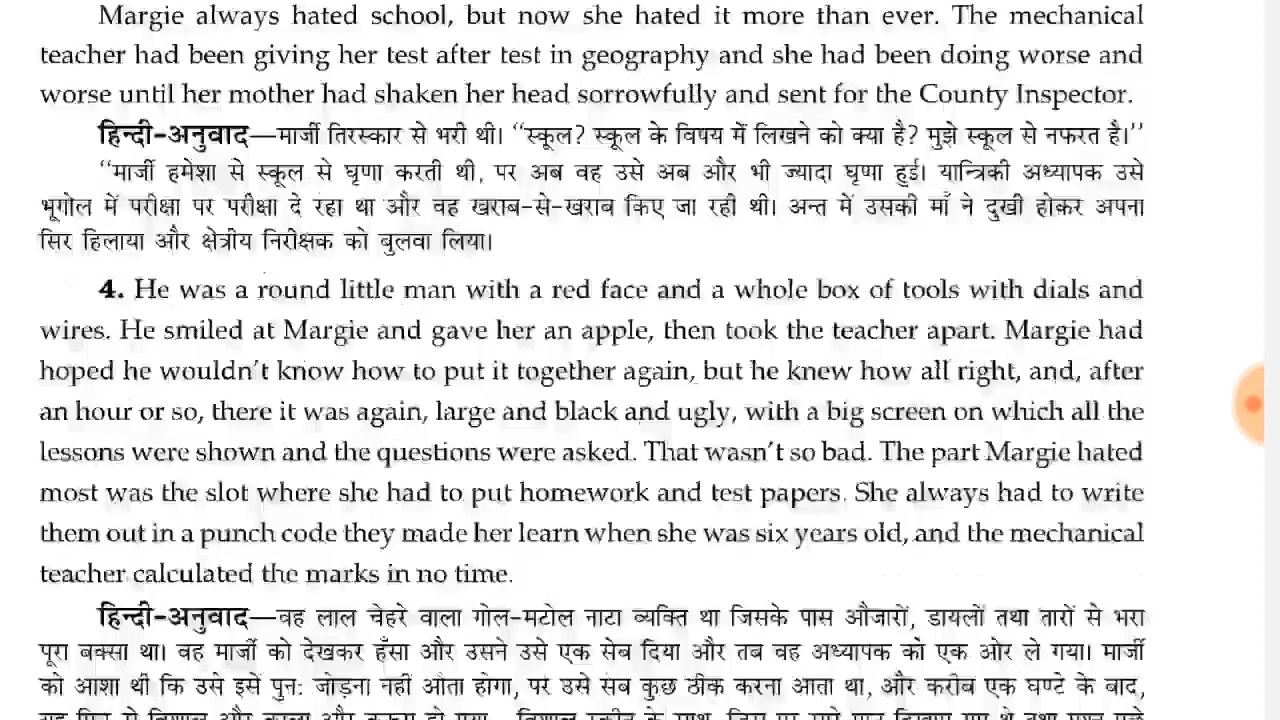 Margie always hated school, but now she hated it more than ever. The mechanical
teacher had been giving her test after test in geography and she had been doing worse and
worse until her mother had shaken her head sorrowfully and sent for the County Inspector.
हिन्दी-अनुवाद—मार्जी तिरस्कार से भरी थी। “स्कूल? स्कूल के विषय में लिखने को क्या है? मुझे स्कूल से नफरत है।”
“मार्जी हमेशा से स्कूल से घृणा करती थी, पर अब वह उसे अब और भी ज्यादा घृणा हुई। यान्त्रिकी अध्यापक उसे
भूगोल में परीक्षा पर परीक्षा दे रहा था और वह खराब-से-खराब किए जा रही थी। अन्त में उसकी माँ ने दुखी होकर अपना
सिर हिलाया और क्षेत्रीय निरीक्षक को बुलवा लिया।
4. He was a round little man with a red face and a whole box of tools with dials and
wires. He smiled at Margie and gave her an apple, then took the teacher apart. Margie had
hoped he wouldn't know how to put it together again, but he knew how all right, and, after
an hour or so, there it was again, large and black and ugly, with a big screen on which all the
lessons were shown and the questions were asked. That wasn't so bad. The part Margie hated
most was the slot where she had to put homework and test papers. She always had to write
them out in a punch code they made her learn when she was six years old, and the mechanical
teacher calculated the marks in no time.
हिन्दी-अनुवाद—वह लाल चेहरे वाला गोल-मटोल नाटा व्यक्ति था जिसके पास औजारों, डायलों तथा तारों से भरा
पूरा बक्सा था। वह मार्जी को देखकर हँसा और उसने उसे एक सेब दिया और तब वह अध्यापक को एक ओर ले गया। मार्जी
को आशा थी कि उसे इसे पुन: जोड़ना नहीं आता होगा, पर उसे सब कुछ ठीक करना आता था, और करीब एक घण्टे के बाद,